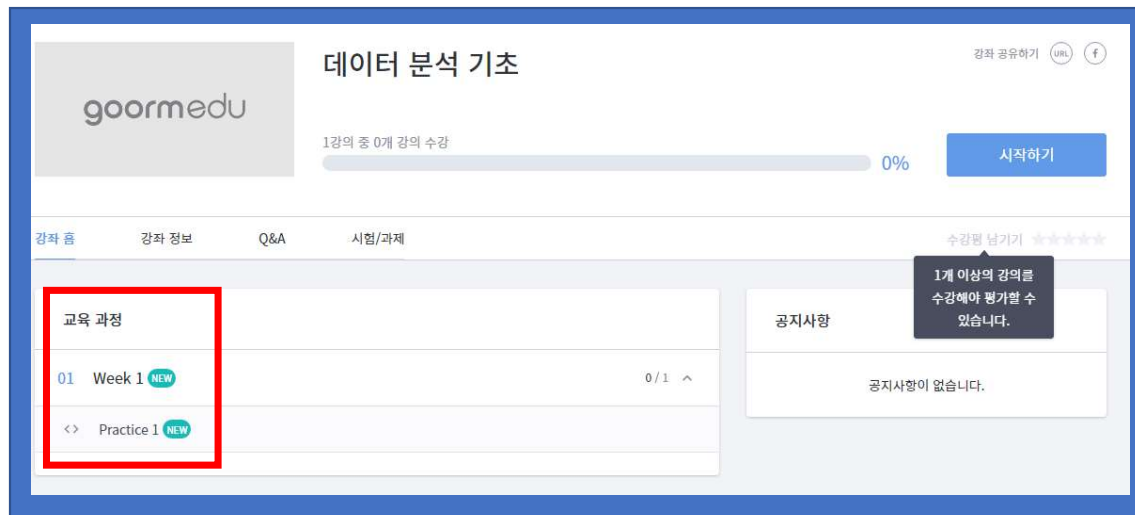 goormedu
데이터 분석 기초
강좌 공유하기 URL f
1강의 중 0개 강의 수강
0%
시작하기
강좌 홈 강좌 정보 Q&A 시험/과제
수강평 남기기
1개 이상의 강의를
수강해야 평가할 수
있습니다.
교육 과정
01 Week 1 NEW 0 / 1
<> Practice 1 NEW
공지사항
공지사항이 없습니다.